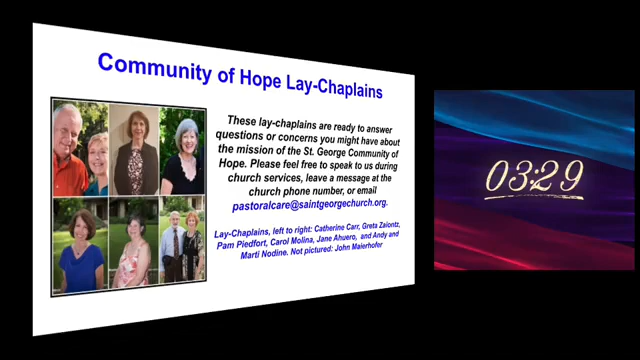 Community of Hope Lay-Chaplains
These lay-chaplains are ready to answer
questions or concerns you might have about
the mission of the St. George Community of
Hope. Please feel free to speak to us during
church services, leave a message at the
church phone number, or email
pastoralcare@saintgeorgechurch.org.
Lay-Chaplains, left to right: Catherine Carr, Greta Zaiontz,
Pam Piedfort, Carol Molina, Jane Ahuero, and Andy and
Marti Nodine. Not pictured: John Maierhofer
03:29